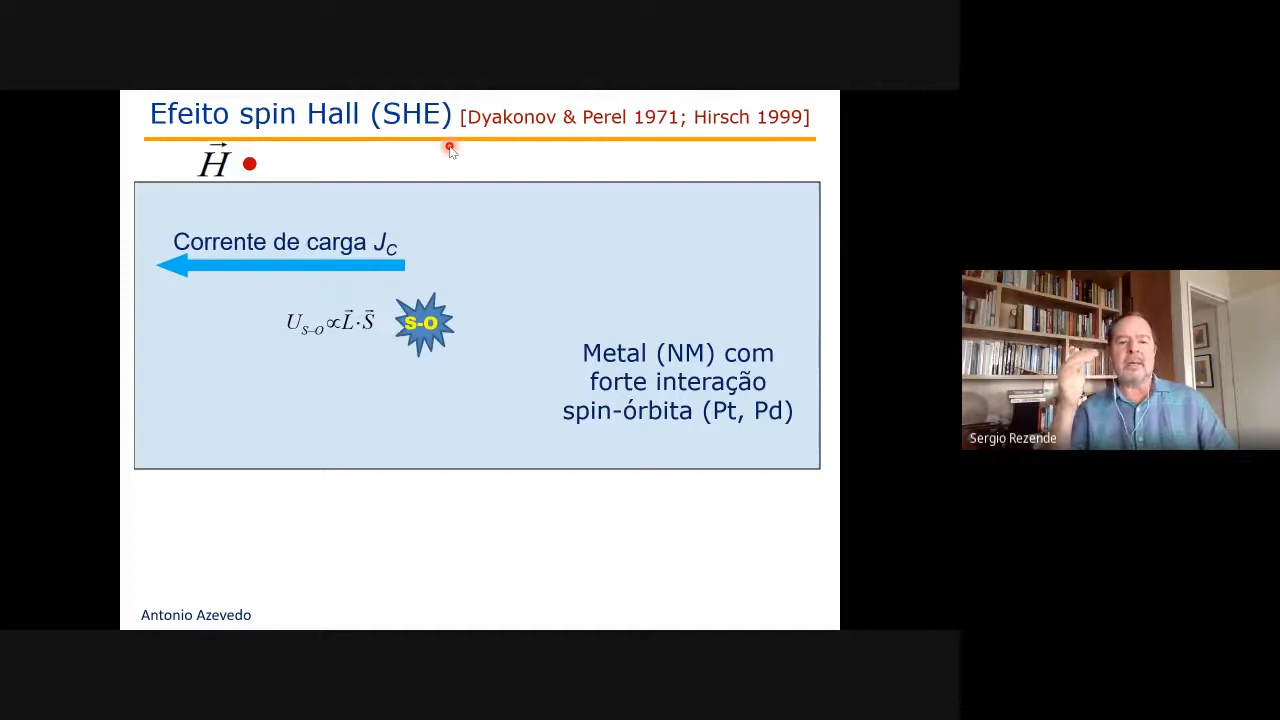 Efeito spin Hall (SHE) [Dyakonov & Perel 1971; Hirsch 1999]
H⃗
Corrente de carga J_C
U_{S–O} ∝ L⃗ · S⃗
S-O
Metal (NM) com
forte interação
spin-órbita (Pt, Pd)
Sergio Rezende
Antonio Azevedo